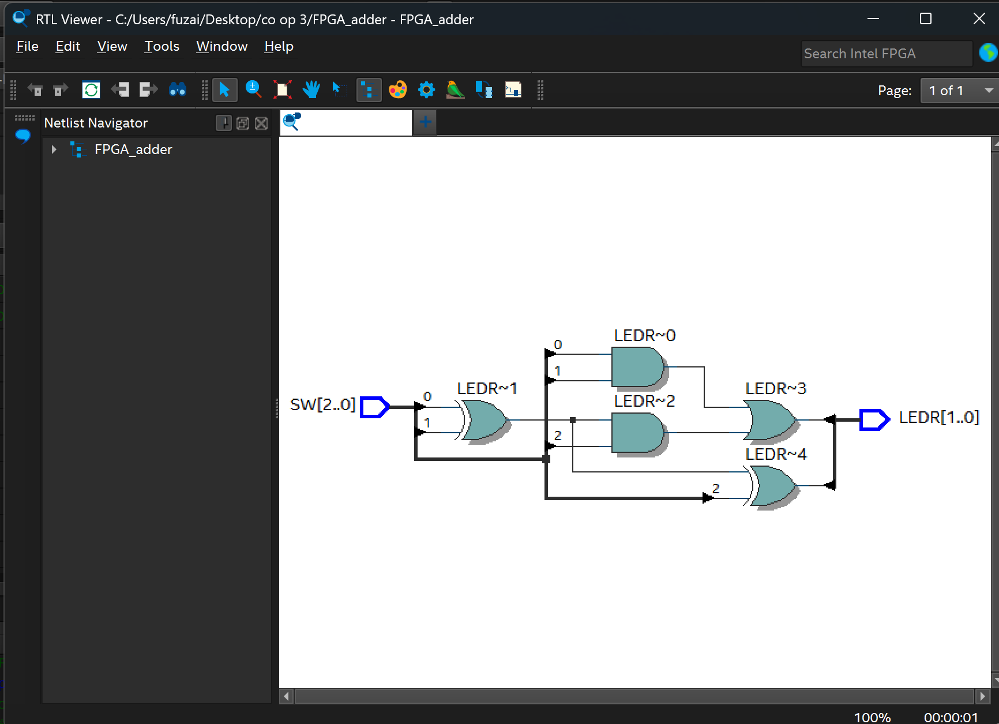 RTL Viewer - C:/Users/fuzai/Desktop/co op 3/FPGA_adder - FPGA_adder
File Edit View Tools Window Help
Search Intel FPGA
Page: 1 of 1
Netlist Navigator
FPGA_adder
LEDR~0
0
1
LEDR~1
LEDR~2
LEDR~3
SW[2..0]
0
1
2
LEDR[1..0]
LEDR~4
2
100% 00:00:01